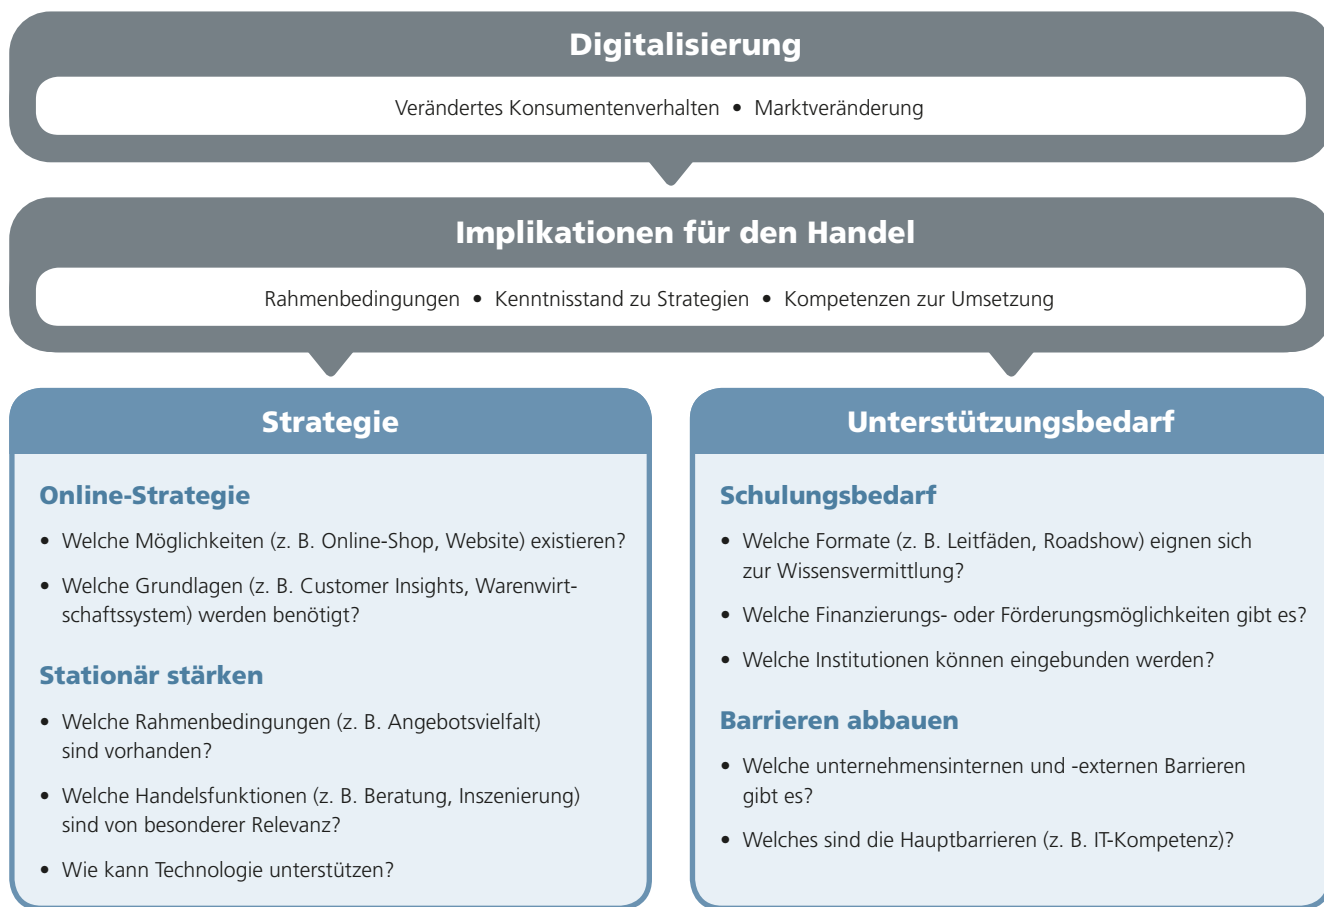 Digitalisierung
Verändertes Konsumentenverhalten • Marktveränderung
Implikationen für den Handel
Rahmenbedingungen • Kenntnisstand zu Strategien • Kompetenzen zur Umsetzung
Strategie
Online-Strategie
• Welche Möglichkeiten (z. B. Online-Shop, Website) existieren?
• Welche Grundlagen (z. B. Customer Insights, Warenwirt-
schaftssystem) werden benötigt?
Stationär stärken
• Welche Rahmenbedingungen (z. B. Angebotsvielfalt)
sind vorhanden?
• Welche Handelsfunktionen (z. B. Beratung, Inszenierung)
sind von besonderer Relevanz?
• Wie kann Technologie unterstützen?
Unterstützungsbedarf
Schulungsbedarf
• Welche Formate (z. B. Leitfäden, Roadshow) eignen sich
zur Wissensvermittlung?
• Welche Finanzierungs- oder Förderungsmöglichkeiten gibt es?
• Welche Institutionen können eingebunden werden?
Barrieren abbauen
• Welche unternehmensinternen und -externen Barrieren
gibt es?
• Welches sind die Hauptbarrieren (z. B. IT-Kompetenz)?